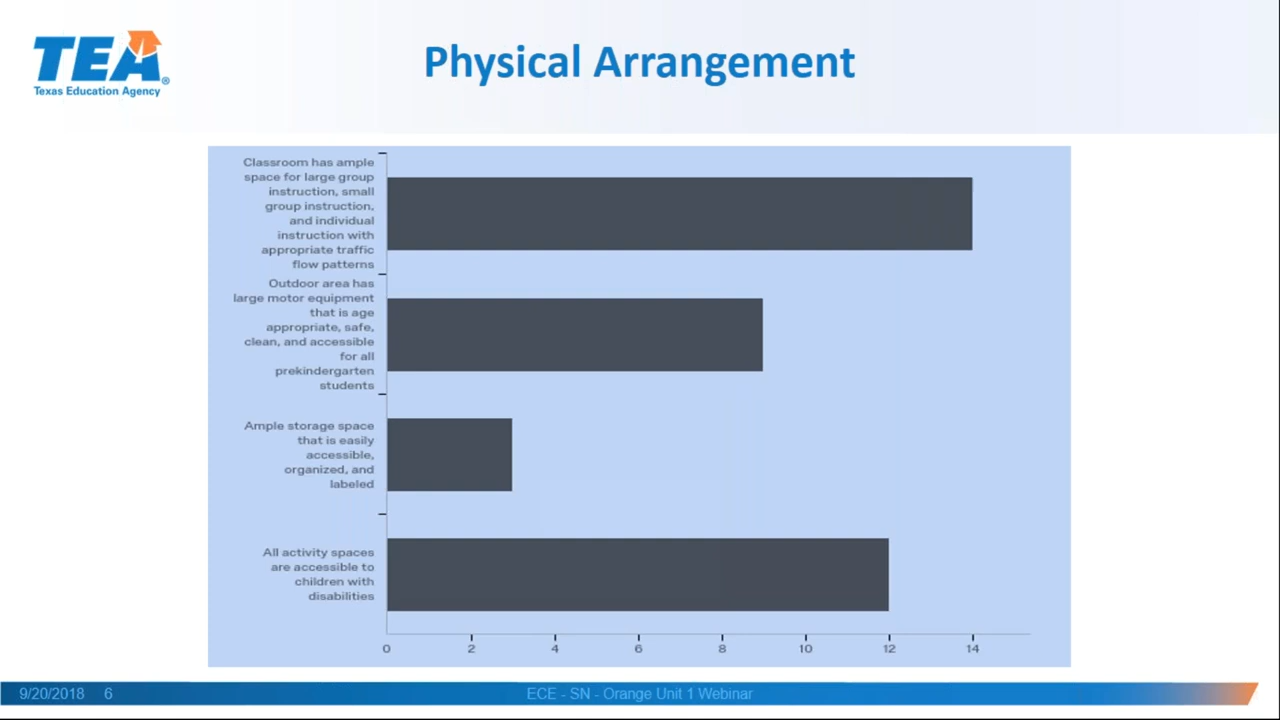 TEA®
Texas Education Agency
Physical Arrangement
Classroom has ample
space for large group
instruction, small
group instruction,
and individual
instruction with
appropriate traffic
flow patterns
Outdoor area has
large motor equipment
that is age
appropriate, safe,
clean, and accessible
for all
prekindergarten
students
Ample storage space
that is easily
accessible,
organized, and
labeled
All activity spaces
are accessible to
children with
disabilities
0 2 4 6 8 10 12 14
9/20/2018 6 ECE - SN - Orange Unit 1 Webinar